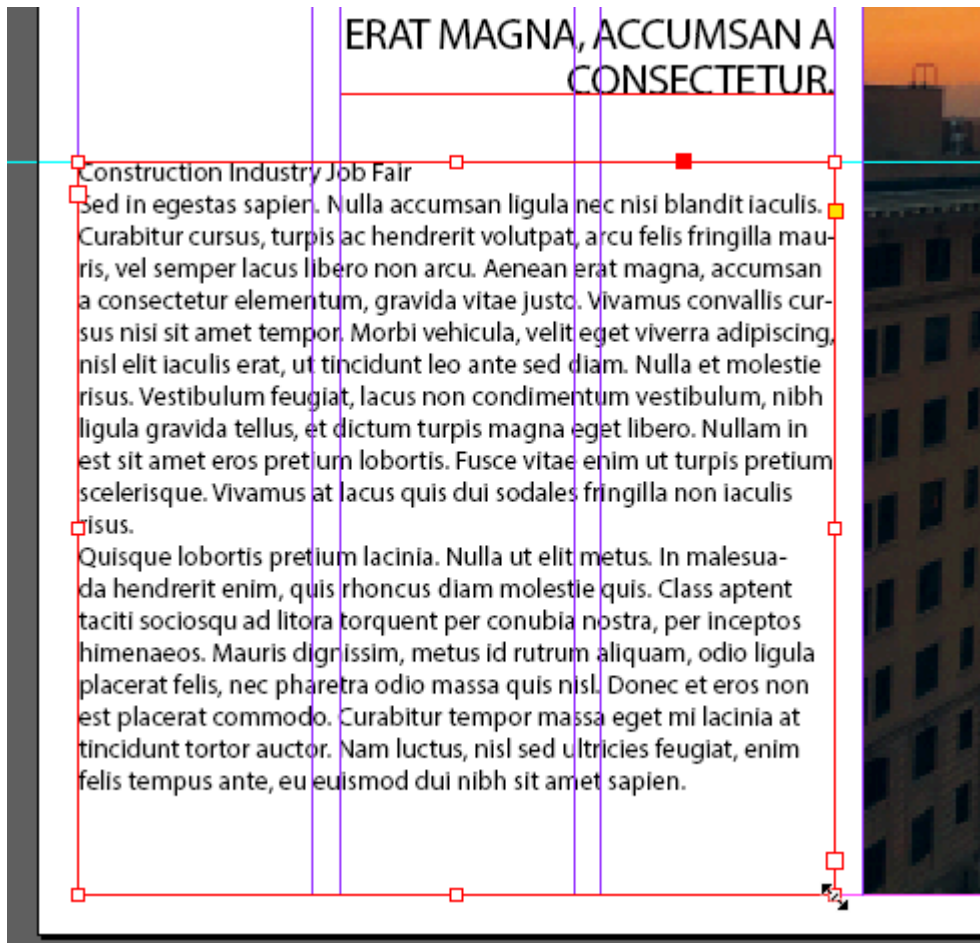 ERAT MAGNA, ACCUMSAN A
CONSECTETUR.
Construction Industry Job Fair
Sed in egestas sapien. Nulla accumsan ligula nec nisi blandit iaculis.
Curabitur cursus, turpis ac hendrerit volutpat, arcu felis fringilla mau-
ris, vel semper lacus libero non arcu. Aenean erat magna, accumsan
a consectetur elementum, gravida vitae justo. Vivamus convallis cur-
sus nisi sit amet tempor. Morbi vehicula, velit eget viverra adipiscing,
nisl elit iaculis erat, ut tincidunt leo ante sed diam. Nulla et molestie
risus. Vestibulum feugiat, lacus non condimentum vestibulum, nibh
ligula gravida tellus, et dictum turpis magna eget libero. Nullam in
est sit amet eros pretium lobortis. Fusce vitae enim ut turpis pretium
scelerisque. Vivamus at lacus quis dui sodales fringilla non iaculis
risus.
Quisque lobortis pretium lacinia. Nulla ut elit metus. In malesua-
da hendrerit enim, quis rhoncus diam molestie quis. Class aptent
taciti sociosqu ad litora torquent per conubia nostra, per inceptos
himenaeos. Mauris dignissim, metus id rutrum aliquam, odio ligula
placerat felis, nec pharetra odio massa quis nisl. Donec et eros non
est placerat commodo. Curabitur tempor massa eget mi lacinia at
tincidunt tortor auctor. Nam luctus, nisl sed ultricies feugiat, enim
felis tempus ante, eu euismod dui nibh sit amet sapien.